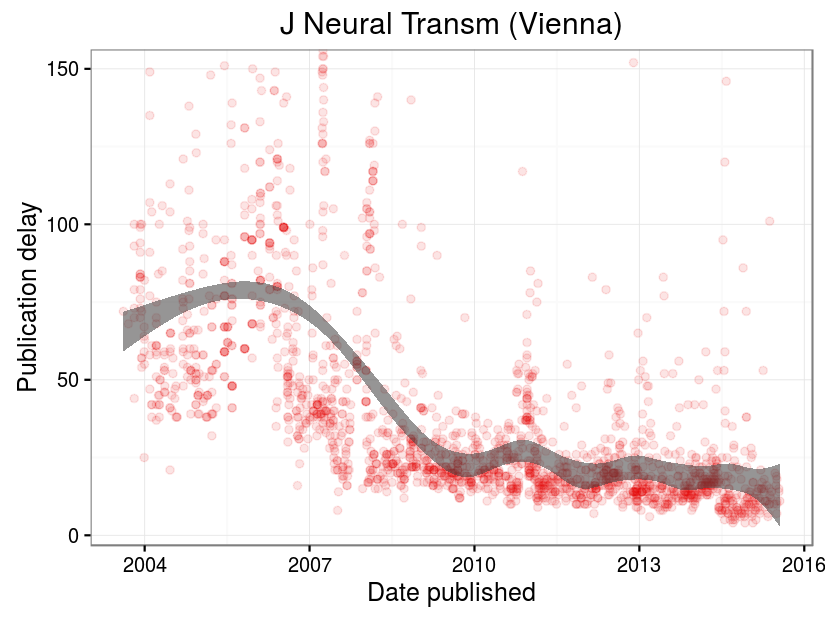 J Neural Transm (Vienna)
Publication delay
150
100
50
0
2004 2007 2010 2013 2016
Date published